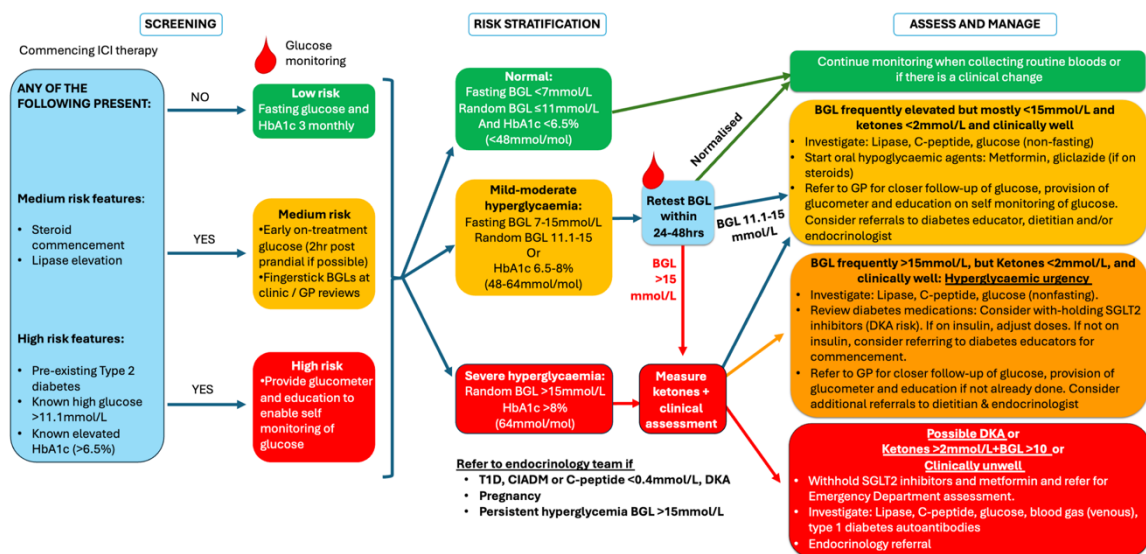 SCREENING
RISK STRATIFICATION
ASSESS AND MANAGE
Commencing ICI therapy
Glucose
monitoring
ANY OF THE
FOLLOWING PRESENT:
Medium risk features:
• Steroid
commencement
• Lipase elevation
High risk features:
• Pre-existing Type 2
diabetes
• Known high glucose
>11.1mmol/L
• Known elevated
HbA1c (>6.5%)
NO
YES
YES
Low risk
Fasting glucose and
HbA1c 3 monthly
Medium risk
•Early on-treatment
glucose (2hr post
prandial if possible)
•Fingerstick BGLs at
clinic / GP reviews
High risk
•Provide glucometer
and education to enable
self monitoring of
glucose
Normal:
Fasting BGL <7mmol/L
Random BGL ≤11mmol/L
And HbA1c <6.5%
(<48mmol/mol)
Mild-moderate
hyperglycaemia:
Fasting BGL 7-15mmol/L
Random BGL 11.1-15
Or
HbA1c 6.5-8%
(48-64mmol/mol)
Severe hyperglycaemia:
Random BGL >15mmol/L
HbA1c >8%
(64mmol/mol)
Refer to endocrinology team if
• T1D, CIADM or C-peptide <0.4mmol/L, DKA
• Pregnancy
• Persistent hyperglycemia BGL >15mmol/L
Normalised
Retest BGL
within
24-48hrs
BGL 11.1-15
mmol/L
BGL
>15
mmol/L
Measure
ketones +
clinical
assessment
Continue monitoring when collecting routine bloods or
if there is a clinical change
BGL frequently elevated but mostly <15mmol/L and
ketones <2mmol/L and clinically well
• Investigate: Lipase, C-peptide, glucose (non-fasting)
• Start oral hypoglycaemic agents: Metformin, gliclazide (if on
steroids)
• Refer to GP for closer follow-up of glucose, provision of
glucometer and education on self monitoring of glucose.
Consider referrals to diabetes educator, dietitian and/or
endocrinologist
BGL frequently >15mmol/L, but Ketones <2mmol/L, and
clinically well: Hyperglycaemic urgency
• Investigate: Lipase, C-peptide, glucose (nonfasting).
• Review diabetes medications: Consider with-holding SGLT2
inhibitors (DKA risk). If on insulin, adjust doses. If not on
insulin, consider referring to diabetes educators for
commencement.
• Refer to GP for closer follow-up of glucose, provision of
glucometer and education if not already done. Consider
additional referrals to dietitian & endocrinologist
Possible DKA or
Ketones >2mmol/L+BGL >10 or
Clinically unwell
• Withhold SGLT2 inhibitors and metformin and refer for
Emergency Department assessment.
• Investigate: Lipase, C-peptide, glucose, blood gas (venous),
type 1 diabetes autoantibodies
• Endocrinology referral